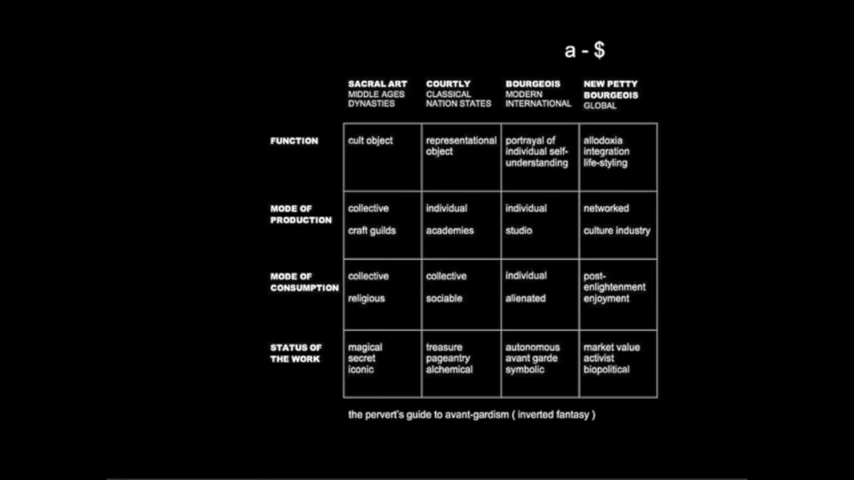 a - $
SACRAL ART
MIDDLE AGES
DYNASTIES
COURTLY
CLASSICAL
NATION STATES
BOURGEOIS
MODERN
INTERNATIONAL
NEW PETTY
BOURGEOIS
GLOBAL
FUNCTION
cult object
representational
object
portrayal of
individual self-
understanding
allodoxia
integration
life-styling
MODE OF
PRODUCTION
collective
craft guilds
individual
academies
individual
studio
networked
culture industry
MODE OF
CONSUMPTION
collective
religious
collective
sociable
individual
alienated
post-
enlightenment
enjoyment
STATUS OF
THE WORK
magical
secret
iconic
treasure
pageantry
alchemical
autonomous
avant garde
symbolic
market value
activist
biopolitical
the pervert's guide to avant-gardism ( inverted fantasy )